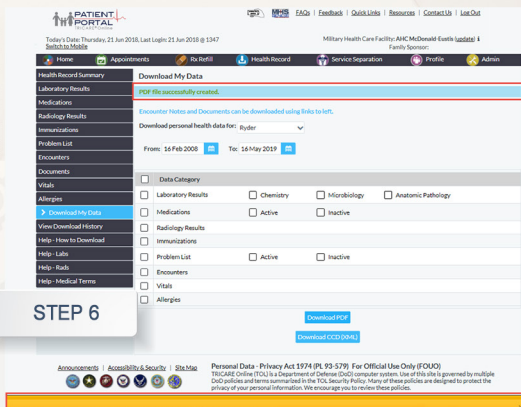 PATIENT
PORTAL
TRICARE Online
MHS
FAQs | Feedback | Quick Links | Resources | Contact Us | Log Out
Today's Date: Thursday, 21 Jun 2018, Last Login: 21 Jun 2018 @ 1347
Switch to Mobile
Military Health Care Facility: AHC McDonald-Eustis (update)
Family Sponsor:
Home Appointments Rx Refill Health Record Service Separation Profile Admin
Health Record Summary
Laboratory Results
Medications
Radiology Results
Immunizations
Problem List
Encounters
Documents
Vitals
Allergies
Download My Data
View Download History
Help - How to Download
Help - Labs
Help - Rads
Help - Medical Terms
STEP 6
Download My Data
PDF file successfully created.
Encounter Notes and Documents can be downloaded using links to left.
Download personal health data for: Ryder
From: 16 Feb 2008 To: 16 May 2019
Data Category
Laboratory Results Chemistry Microbiology Anatomic Pathology
Medications Active Inactive
Radiology Results
Immunizations
Problem List Active Inactive
Encounters
Vitals
Allergies
Download PDF
Download CCD (XML)
Announcements | Accessibility & Security | Site Map
Personal Data - Privacy Act 1974 (PL 93-579) For Official Use Only (FOUO)
TRICARE Online (TOL) is a Department of Defense (DoD) computer system. Use of this site is governed by multiple
DoD policies and terms summarized in the TOL Security Policy. Many of these policies are designed to protect the
privacy of your personal information. We encourage you to review these policies.